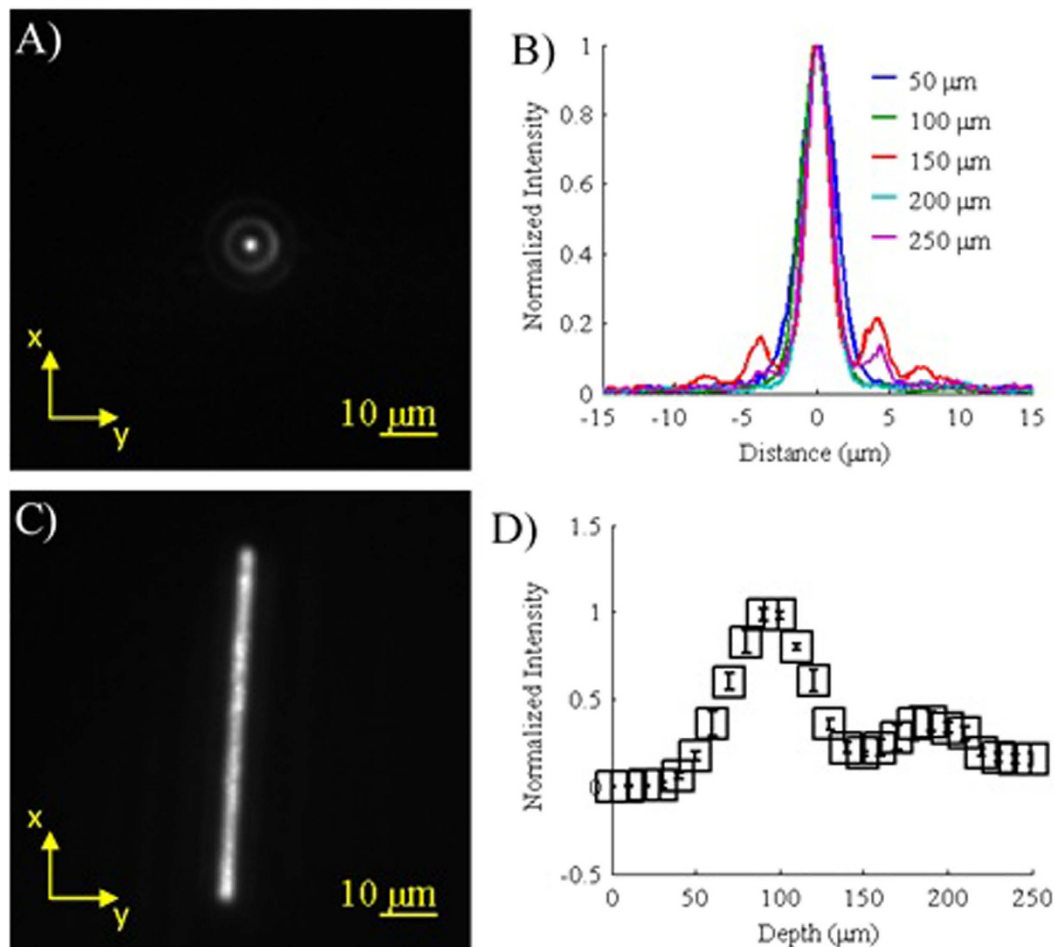 A)
x
y
10 μm
B)
Normalized Intensity
1
0.8
0.6
0.4
0.2
0
50 μm
100 μm
150 μm
200 μm
250 μm
-15 -10 -5 0 5 10 15
Distance (μm)
C)
x
y
10 μm
D)
Normalized Intensity
1.5
1
0.5
0
-0.5
0 50 100 150 200 250
Depth (μm)